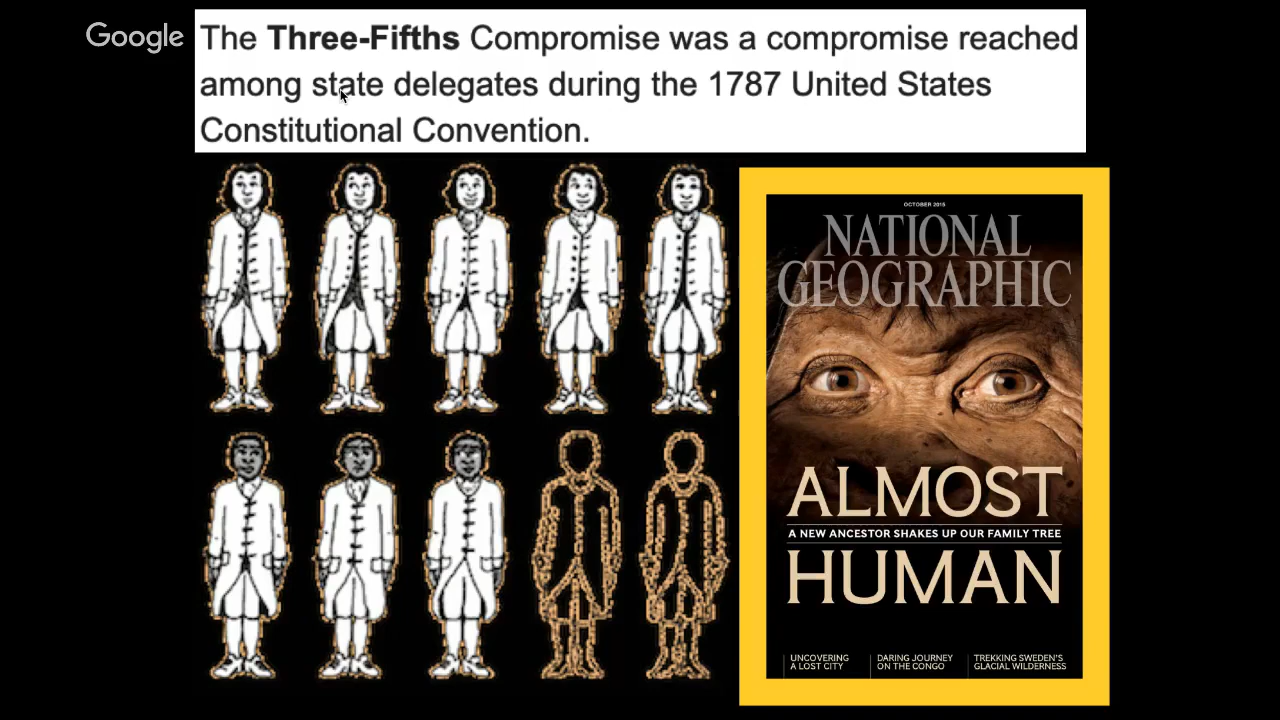 Google
The Three-Fifths Compromise was a compromise reached
among state delegates during the 1787 United States
Constitutional Convention.
OCTOBER 2015
NATIONAL
GEOGRAPHIC
ALMOST
A NEW ANCESTOR SHAKES UP OUR FAMILY TREE
HUMAN
UNCOVERING
A LOST CITY
DARING JOURNEY
ON THE CONGO
TREKKING SWEDEN'S
GLACIAL WILDERNESS